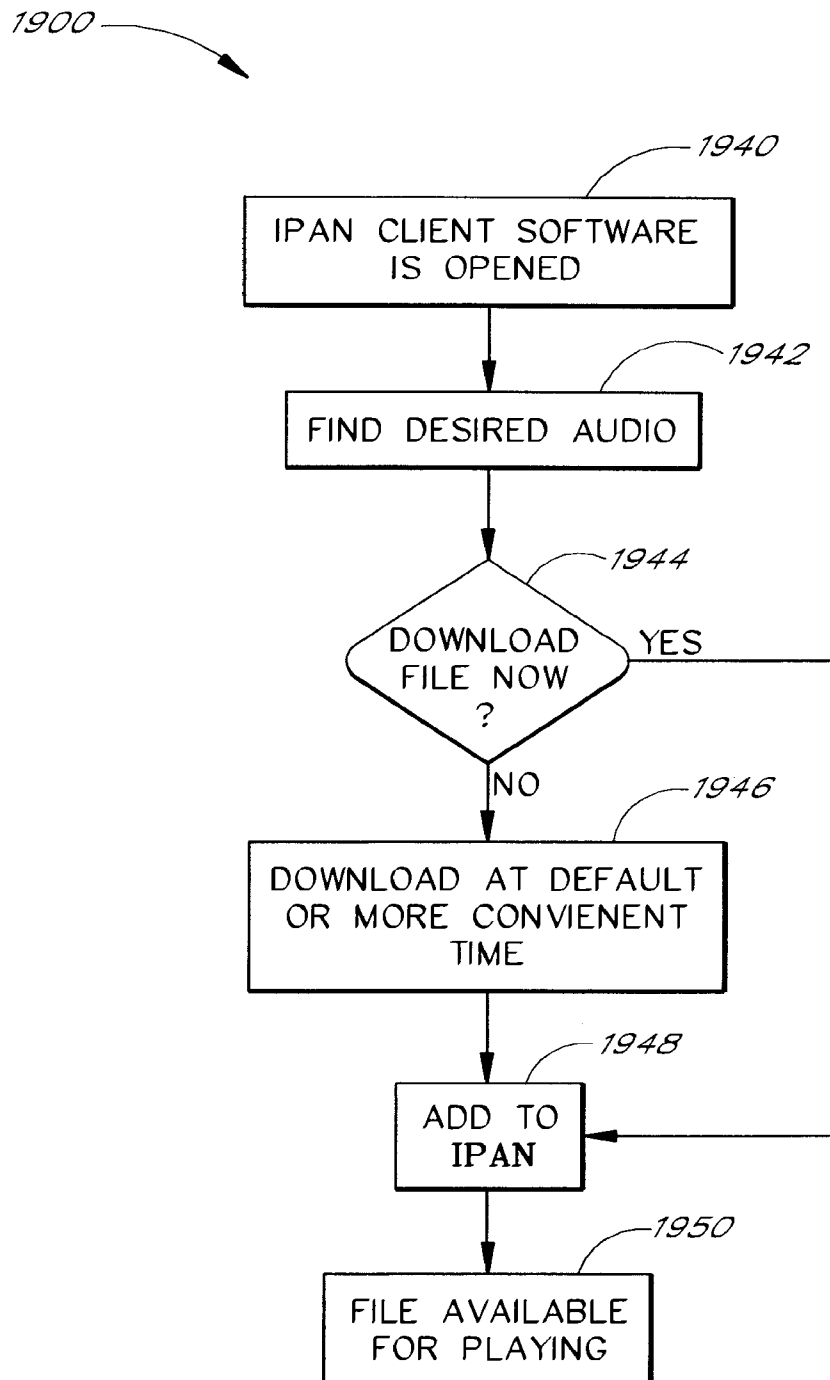 1900
1940
IPAN CLIENT SOFTWARE
IS OPENED
1942
FIND DESIRED AUDIO
1944
DOWNLOAD
FILE NOW
?
YES
NO
1946
DOWNLOAD AT DEFAULT
OR MORE CONVIENENT
TIME
1948
ADD TO
IPAN
1950
FILE AVAILABLE
FOR PLAYING